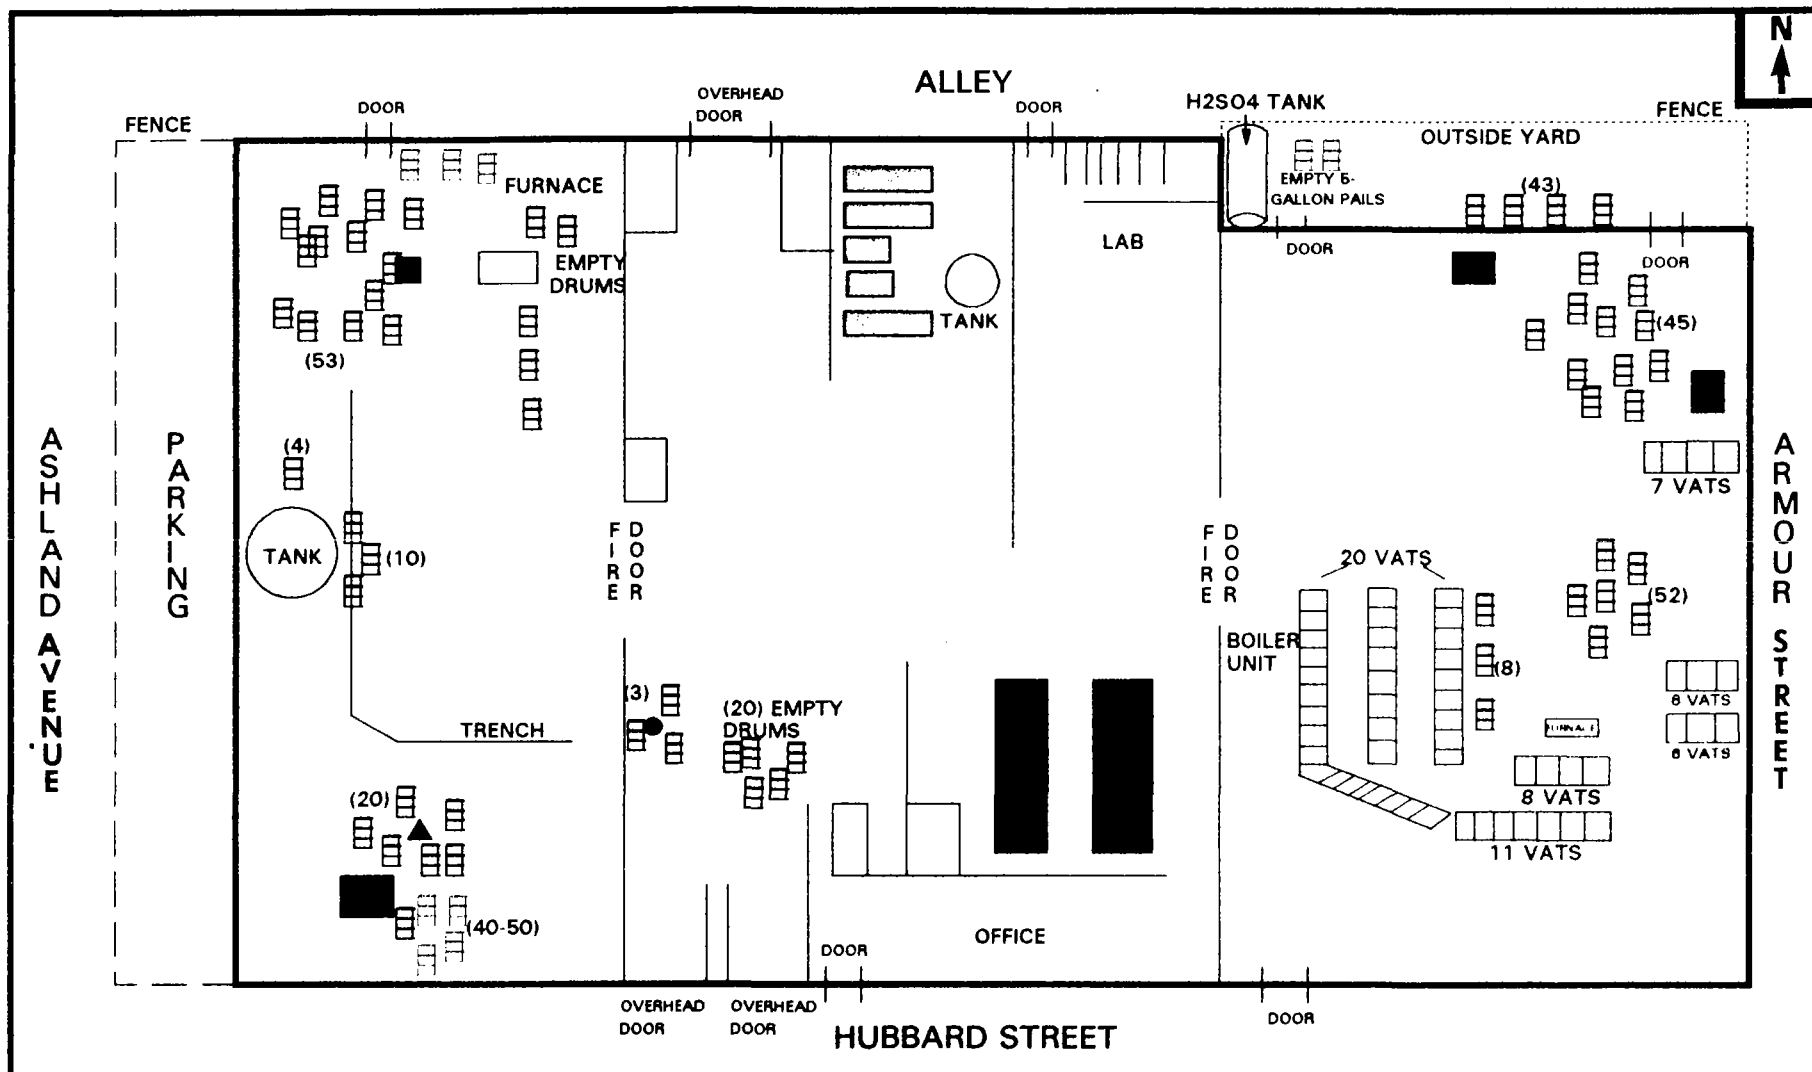 N
ALLEY
OVERHEAD
DOOR
DOOR
DOOR
H2SO4 TANK
FENCE
FENCE
OUTSIDE YARD
EMPTY 5-
GALLON PAILS
(43)
FURNACE
LAB
DOOR
DOOR
EMPTY
DRUMS
TANK
(45)
(53)
(4)
7 VATS
ASHLAND AVENUE
PARKING
ARMOUR STREET
TANK
(10)
FIRE
DOOR
FIRE
DOOR
20 VATS
(52)
BOILER
UNIT
(8)
(3)
(20) EMPTY
DRUMS
6 VATS
TRENCH
FURNACE
6 VATS
(20)
8 VATS
11 VATS
(40-50)
OFFICE
DOOR
OVERHEAD
DOOR
OVERHEAD
DOOR
DOOR
HUBBARD STREET